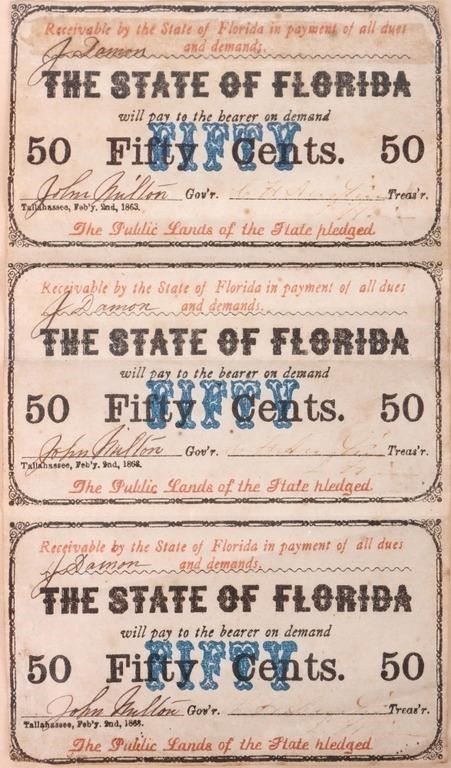 Receivable by the State of Florida in payment of all dues
J Damon and demands.
THE STATE OF FLORIDA
will pay to the bearer on demand
FIFTY
50 Fifty Cents. 50
John Milton Gov'r. Treas'r.
Tallahassee, Feb'y. 2nd, 1863.
The Public Lands of the State pledged
Receivable by the State of Florida in payment of all dues
J Damon and demands.
THE STATE OF FLORIDA
will pay to the bearer on demand
FIFTY
50 Fifty Cents. 50
John Milton Gov'r. Treas'r.
Tallahassee, Feb'y. 2nd, 1863.
The Public Lands of the State pledged
Receivable by the State of Florida in payment of all dues
J Damon and demands.
THE STATE OF FLORIDA
will pay to the bearer on demand
FIFTY
50 Fifty Cents. 50
John Milton Gov'r. Treas'r.
Tallahassee, Feb'y. 2nd, 1863.
The Public Lands of the State pledged